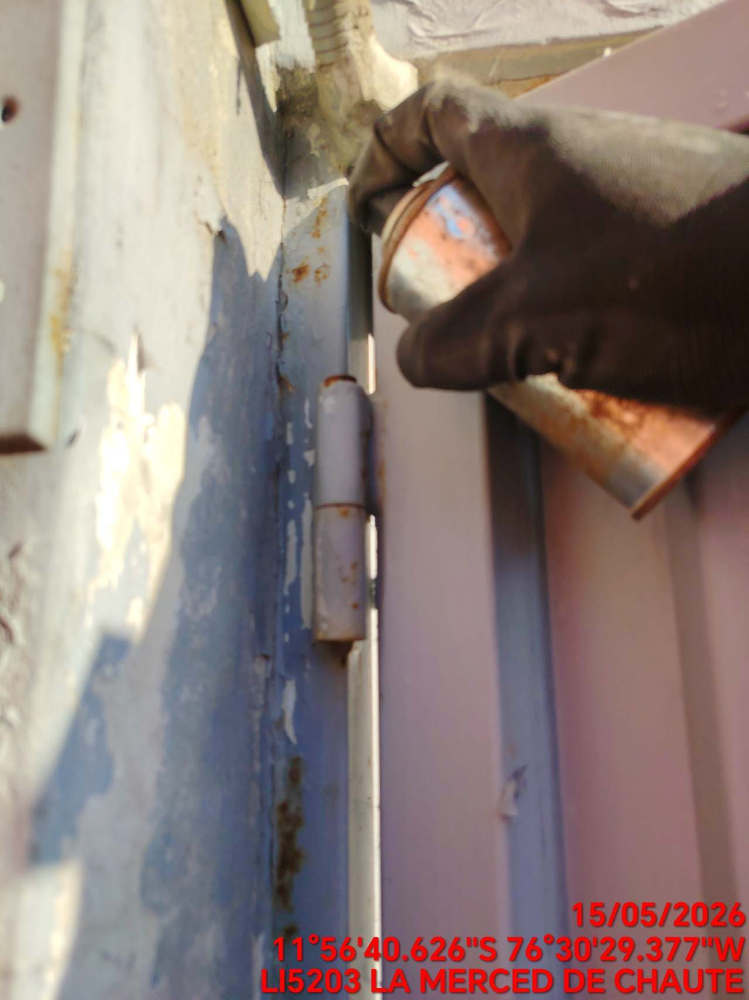 15/05/2026
11°56'40.626"S 76°30'29.377"W
LI5203 LA MERCED DE CHAUTE